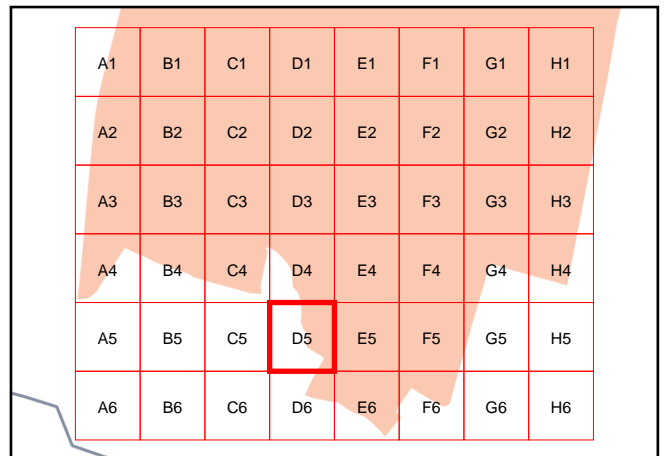 A1 B1 C1 D1 E1 F1 G1 H1
A2 B2 C2 D2 E2 F2 G2 H2
A3 B3 C3 D3 E3 F3 G3 H3
A4 B4 C4 D4 E4 F4 G4 H4
A5 B5 C5 D5 E5 F5 G5 H5
A6 B6 C6 D6 E6 F6 G6 H6